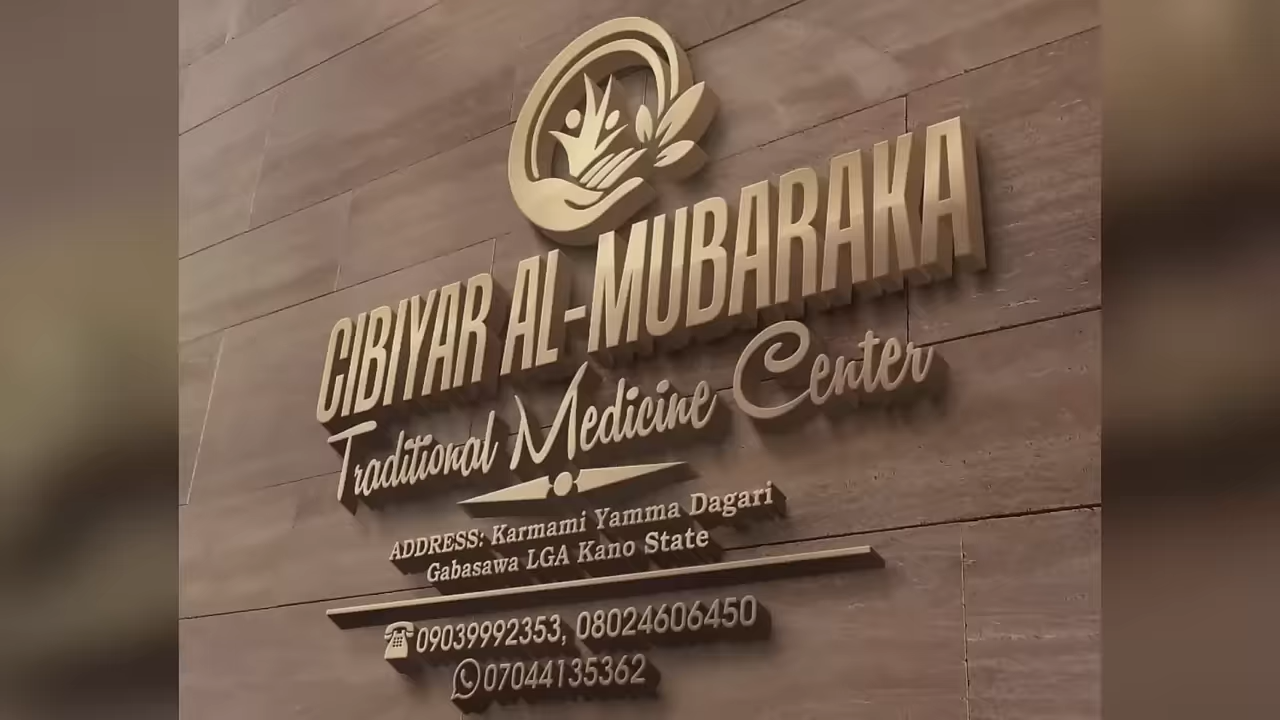 CIBIYAR AL-MUBARAKA
Traditional Medicine Center
ADDRESS: Karmami Yamma Dagari
Gabasawa LGA Kano State
09039992353, 08024606450
07044135362